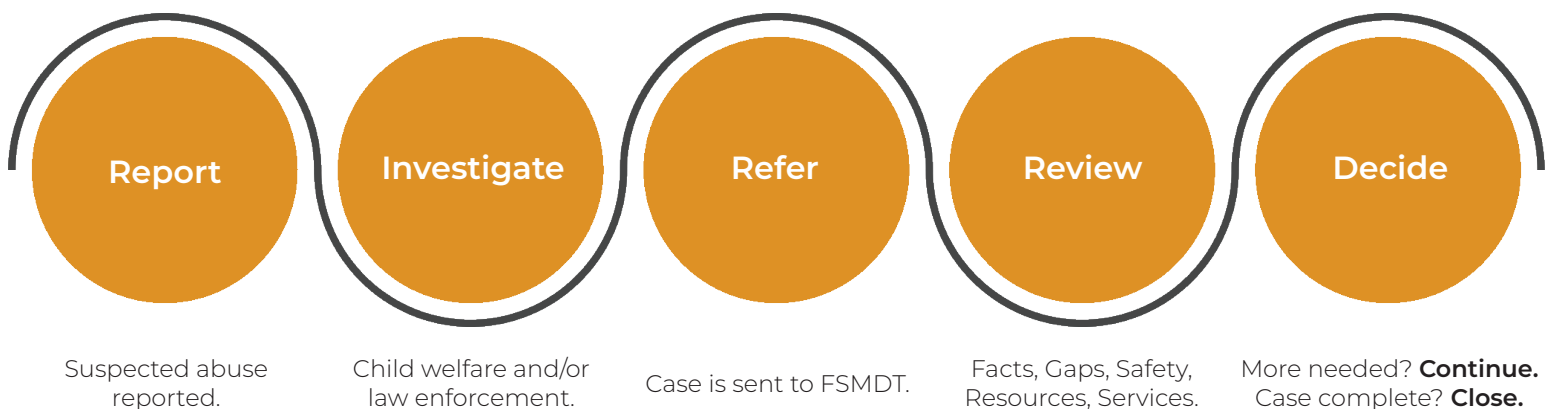 Report
Investigate
Refer
Review
Decide
Suspected abuse
reported.
Child welfare and/or
law enforcement.
Case is sent to FSMDT.
Facts, Gaps, Safety,
Resources, Services.
More needed? Continue.
Case complete? Close.